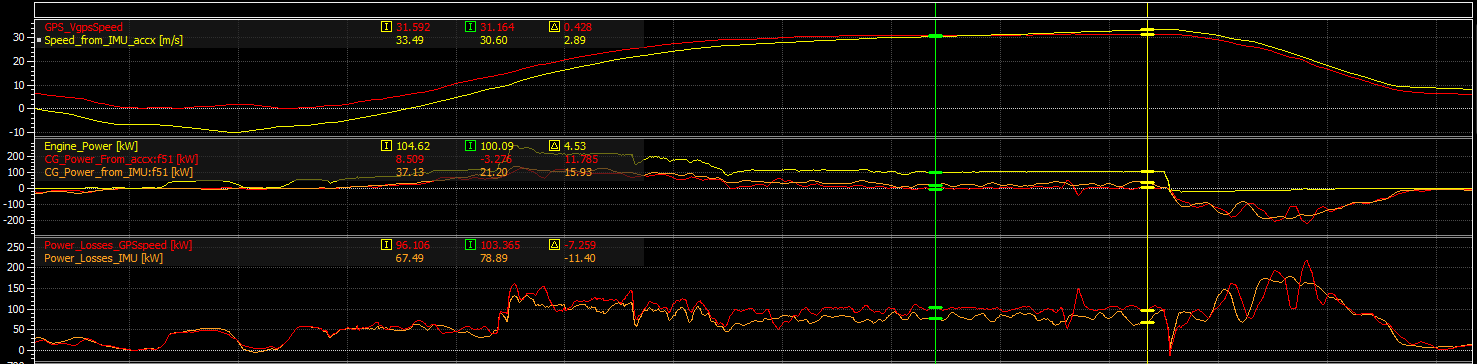 GPS_VgpsSpeed I 31.592 I 31.164 Δ 0.428
Speed_from_IMU_accx [m/s] 33.49 30.60 2.89
30
20
10
0
-10
Engine_Power [kW] I 104.62 I 100.09 Δ 4.53
CG_Power_From_accx:f51 [kW] 8.509 -3.276 11.785
CG_Power_from_IMU:f51 [kW] 37.13 21.20 15.93
200
100
0
-100
-200
Power_Losses_GPSspeed [kW] I 96.106 I 103.365 Δ -7.259
Power_Losses_IMU [kW] 67.49 78.89 -11.40
250
200
150
100
50
0